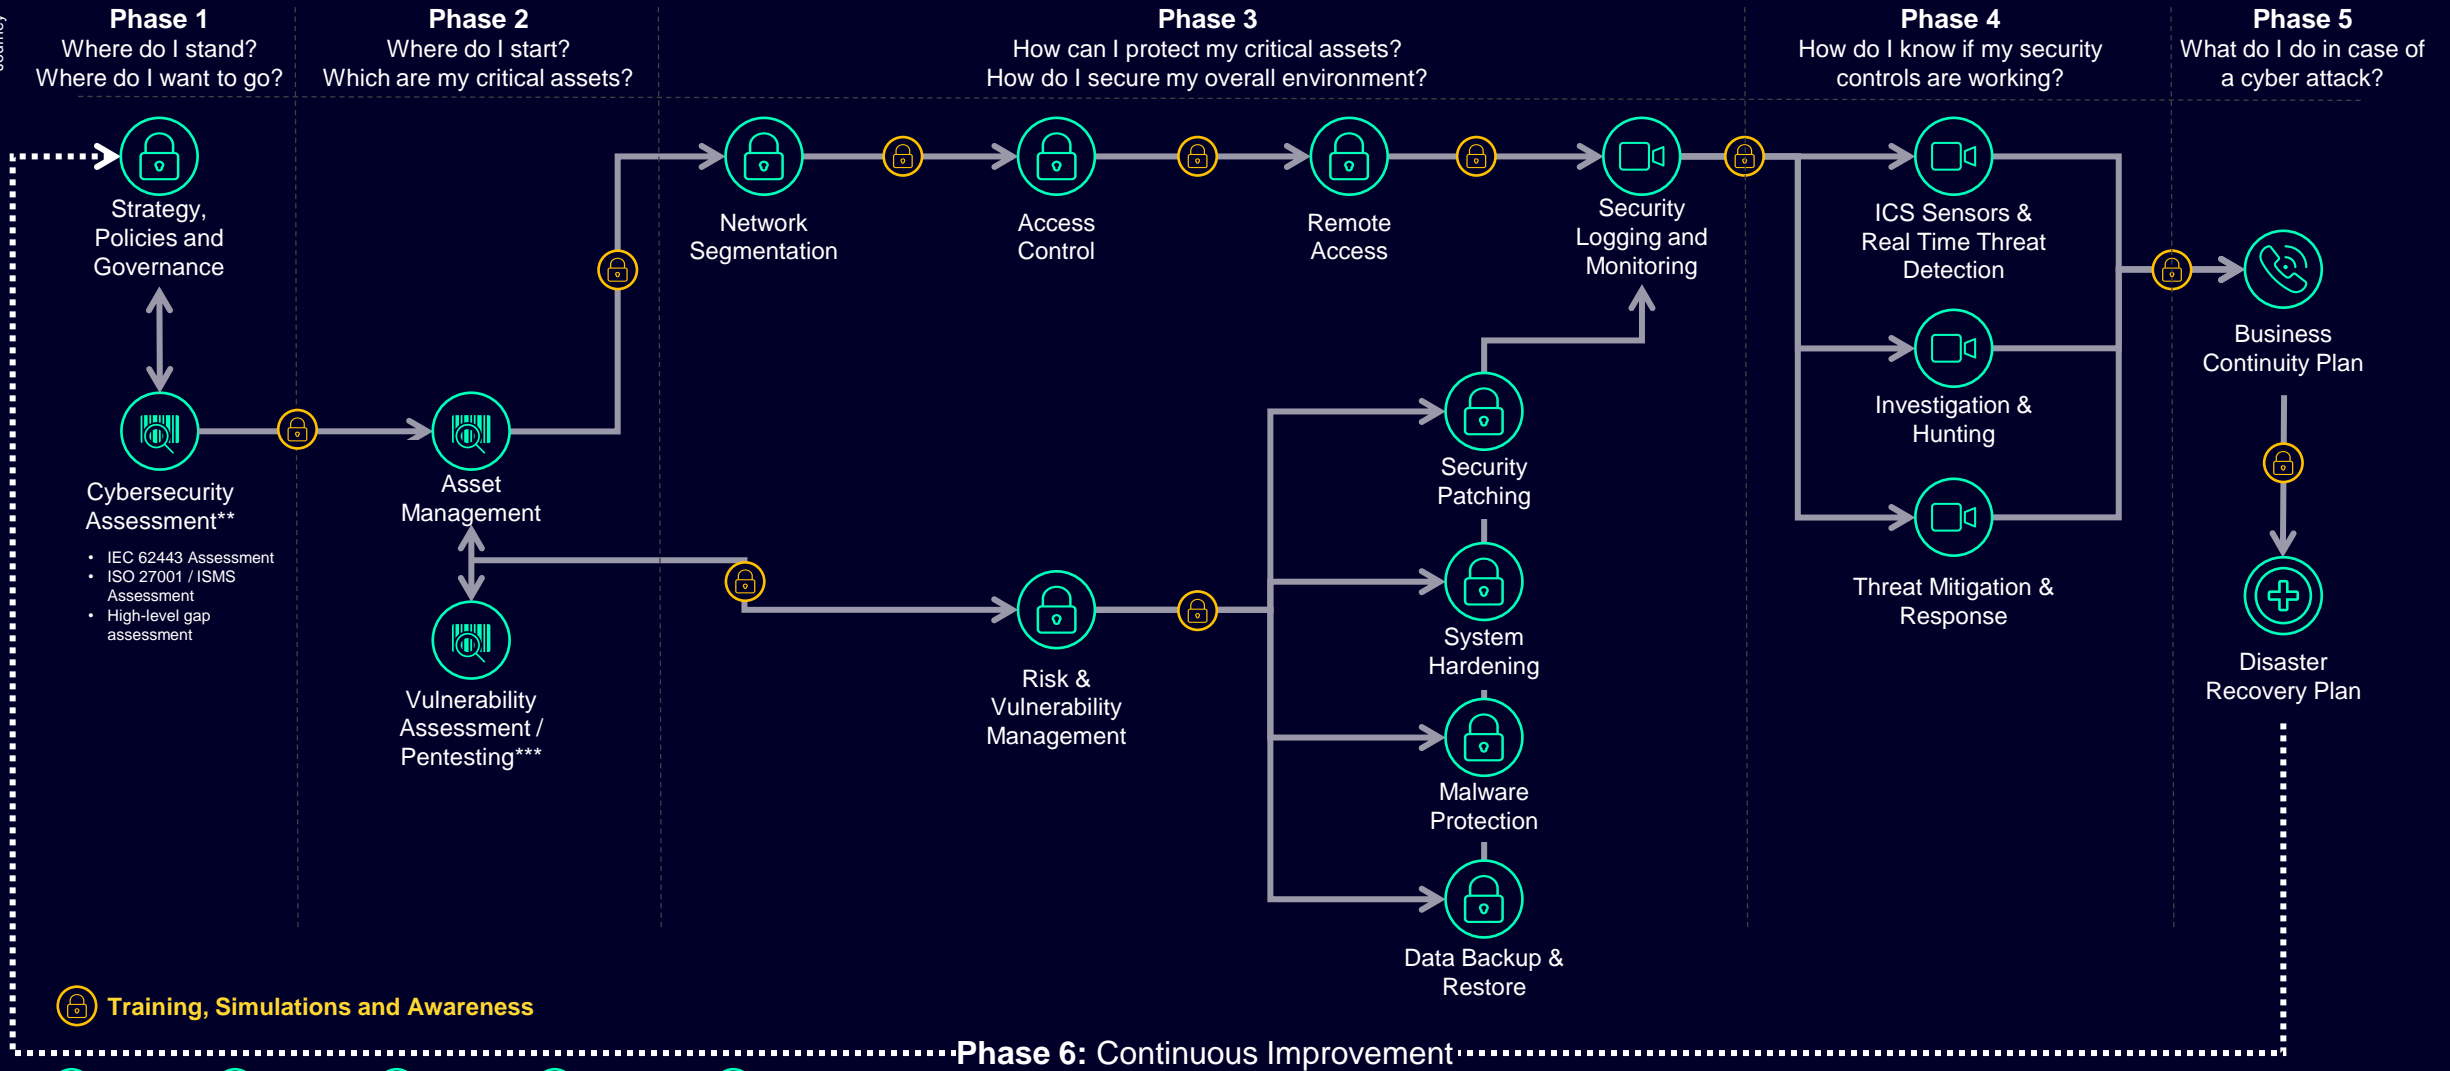 Phase 1
Where do I stand?
Where do I want to go?
Phase 2
Where do I start?
Which are my critical assets?
Phase 3
How can I protect my critical assets?
How do I secure my overall environment?
Phase 4
How do I know if my security
controls are working?
Phase 5
What do I do in case of
a cyber attack?
Strategy,
Policies and
Governance
Cybersecurity
Assessment**
• IEC 62443 Assessment
• ISO 27001 / ISMS
Assessment
• High-level gap
assessment
Asset
Management
Vulnerability
Assessment /
Pentesting***
Network
Segmentation
Access
Control
Remote
Access
Security
Logging and
Monitoring
Risk &
Vulnerability
Management
Security
Patching
System
Hardening
Malware
Protection
Data Backup &
Restore
ICS Sensors &
Real Time Threat
Detection
Investigation &
Hunting
Threat Mitigation &
Response
Business
Continuity Plan
Disaster
Recovery Plan
Training, Simulations and Awareness
Phase 6: Continuous Improvement